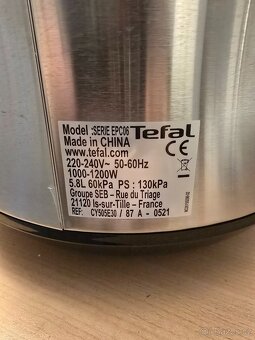 Model :SERIE EPC06 Tefal
Made in CHINA
www.tefal.com CE
220-240V~ 50-60Hz
1000-1200W
5.8L 60kPa PS : 130kPa
Groupe SEB - Rue du Triage
21120 Is-sur-Tille - France
REF: CY505E30 / 87 A - 0521